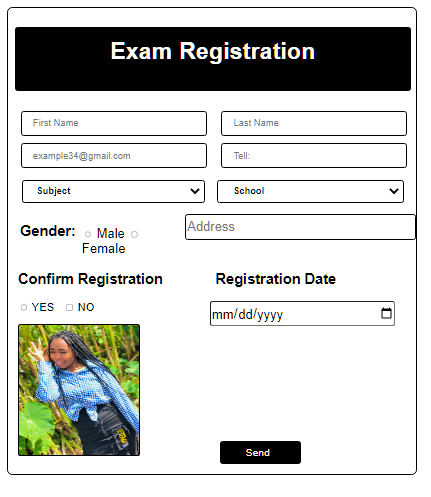 Exam Registration
First Name
Last Name
example34@gmail.com
Tell:
Subject
School
Gender:
Male
Female
Address
Confirm Registration
Registration Date
YES
NO
mm/dd/yyyy
Send